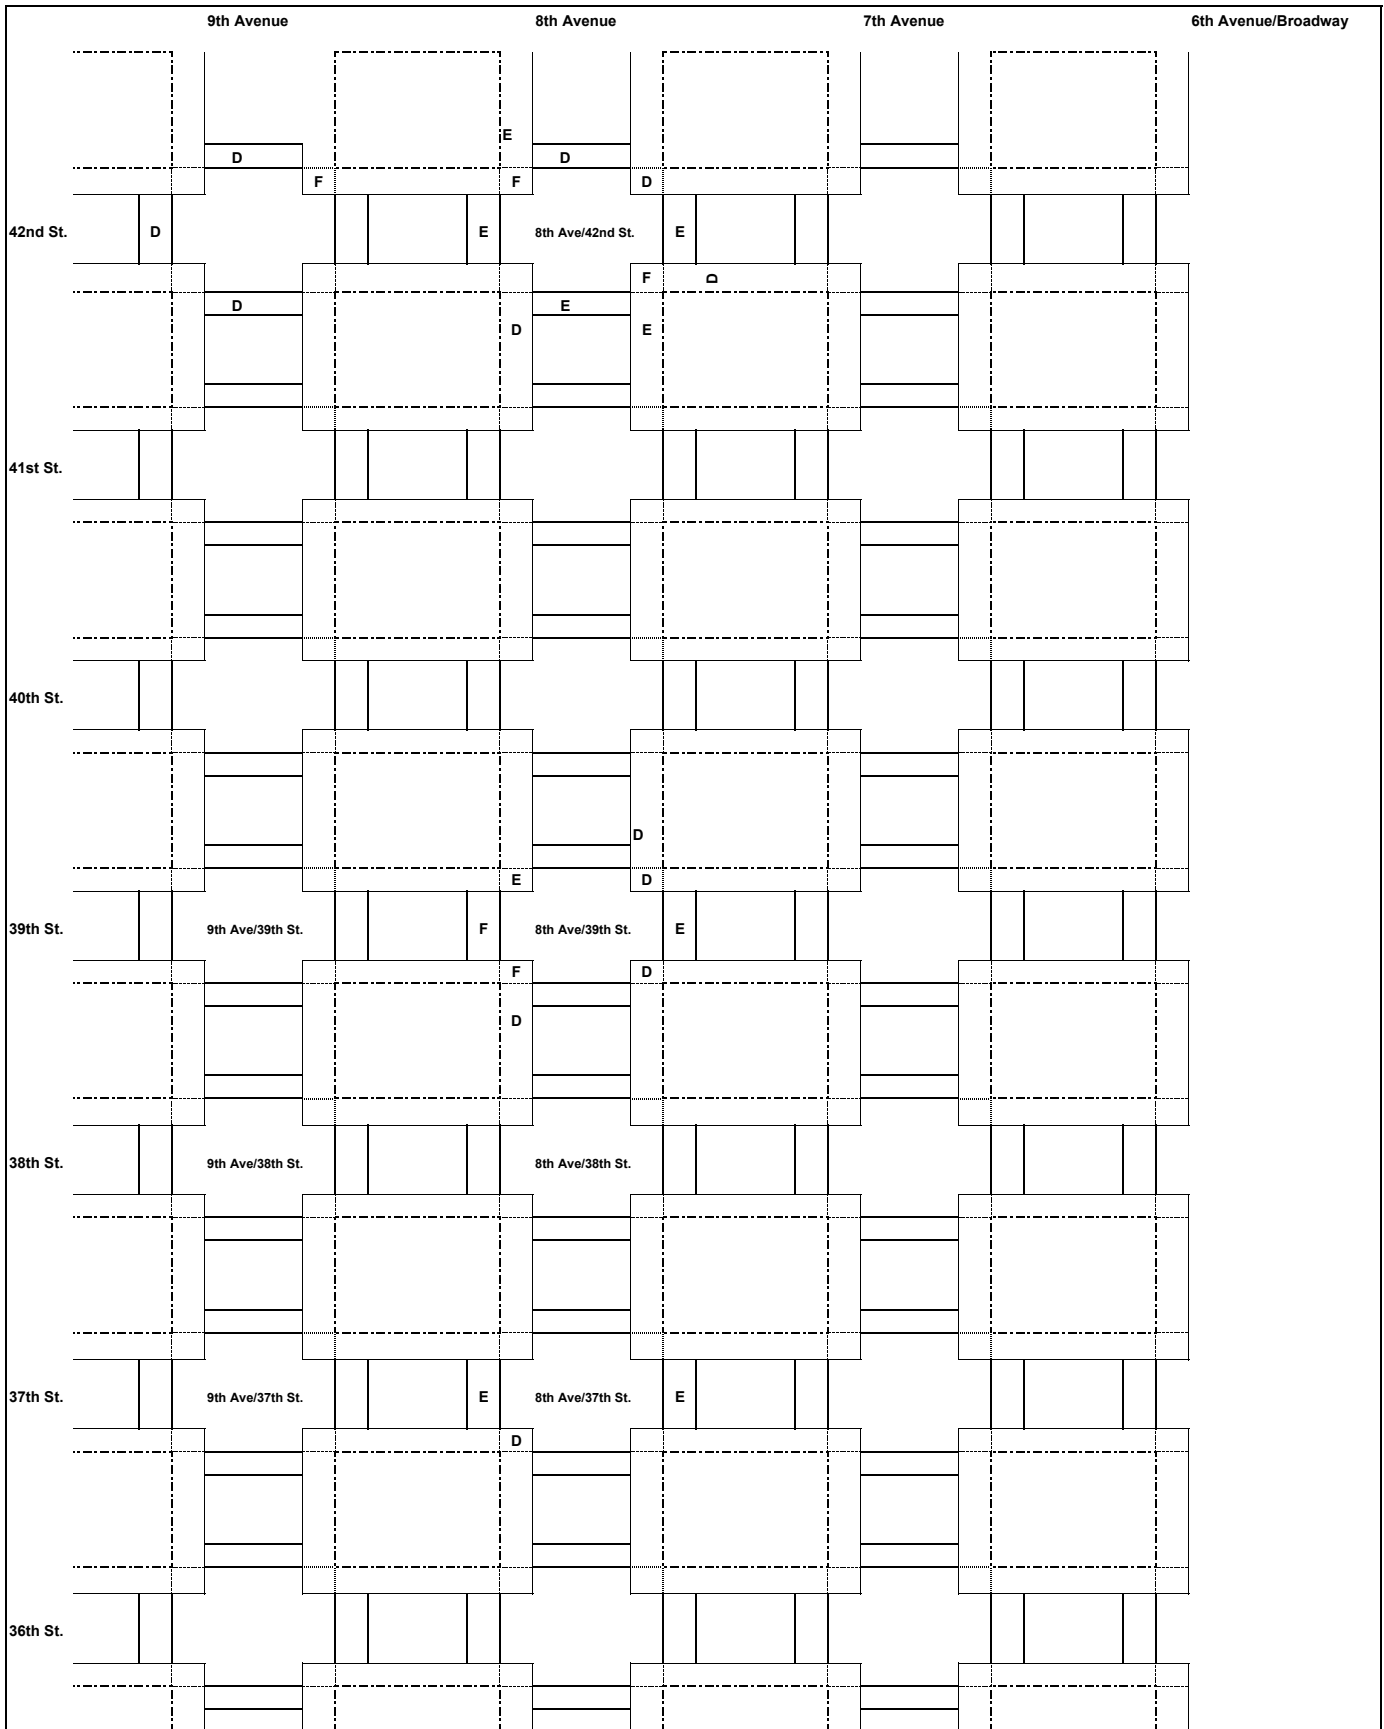 9th Avenue 8th Avenue 7th Avenue 6th Avenue/Broadway
E
D D
F F D
42nd St. D E 8th Ave/42nd St. E
F D
D E
D E
41st St.
40th St.
D
E D
39th St. 9th Ave/39th St. F 8th Ave/39th St. E
F D
D
38th St. 9th Ave/38th St. 8th Ave/38th St.
37th St. 9th Ave/37th St. E 8th Ave/37th St. E
D
36th St.